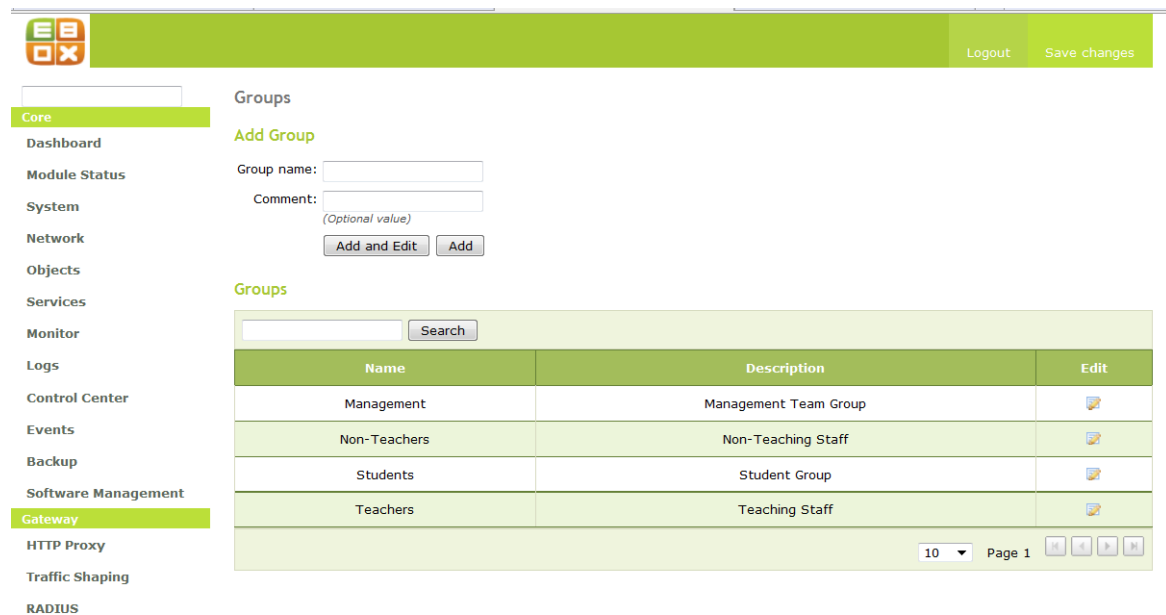 EBOX
Logout Save changes
Core
Dashboard
Module Status
System
Network
Objects
Services
Monitor
Logs
Control Center
Events
Backup
Software Management
Gateway
HTTP Proxy
Traffic Shaping
RADIUS
Groups
Add Group
Group name:
Comment:
(Optional value)
Add and Edit Add
Groups
Search
Name Description Edit
Management Management Team Group
Non-Teachers Non-Teaching Staff
Students Student Group
Teachers Teaching Staff
10 Page 1